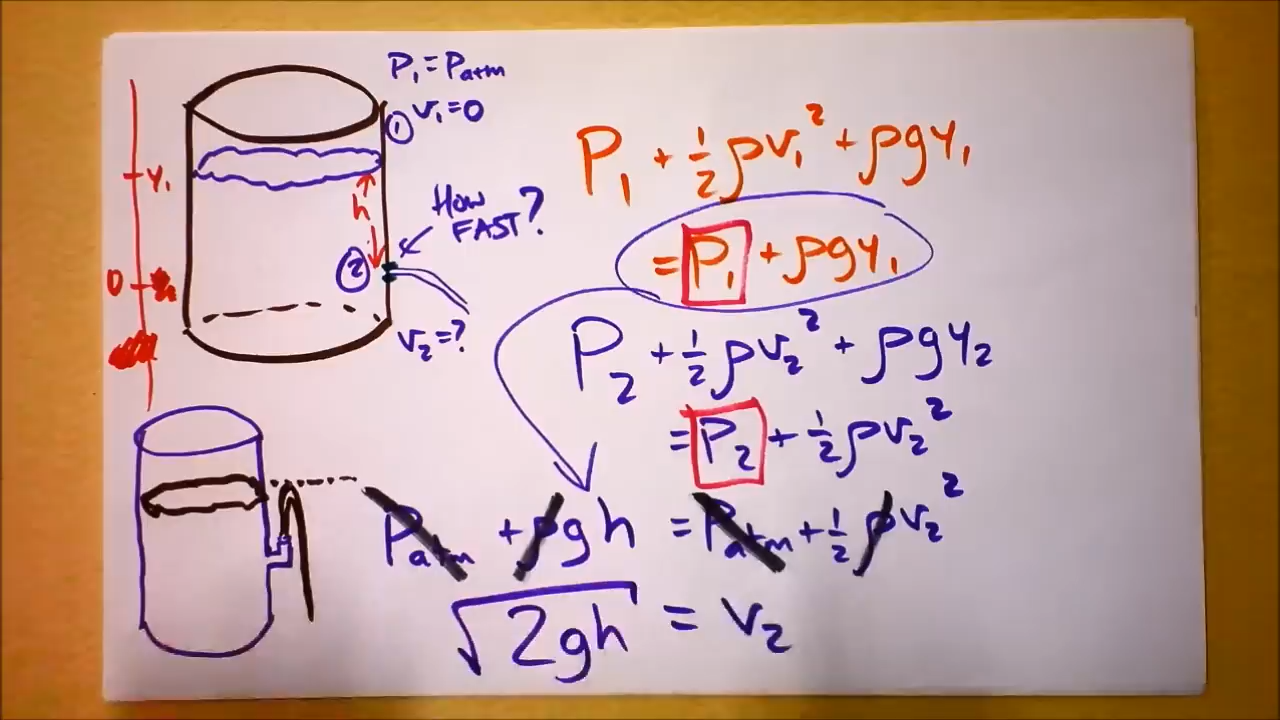 P₁ = Patm
① v₁ = 0
y₁
h
How FAST?
②
0
v₂ = ?
P₁ + ½ρv₁² + ρgy₁
= P₁ + ρgy₁
P₂ + ½ρv₂² + ρgy₂
= P₂ + ½ρv₂²
Patm + ρgh = Patm + ½ρv₂²
√2gh = v₂